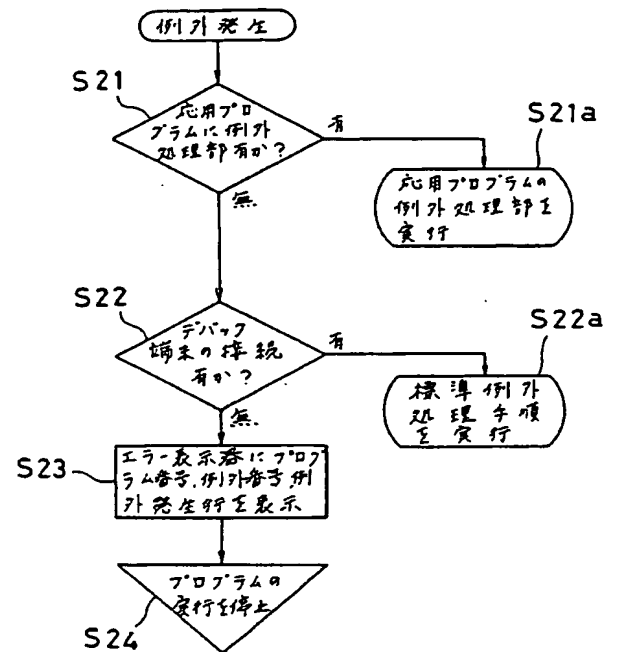 例外発生
S21
応用プロ
グラムに例外
処理部有か?
有
S21a
応用プログラムの
例外処理部を
実行
無
S22
デバック
端末の接続
有か?
有
S22a
標準例外
処理手順
を実行
無
S23
エラー表示器にプログ
ラム番号,例外番号,例
外発生行を表示
プログラムの
実行を停止
S24